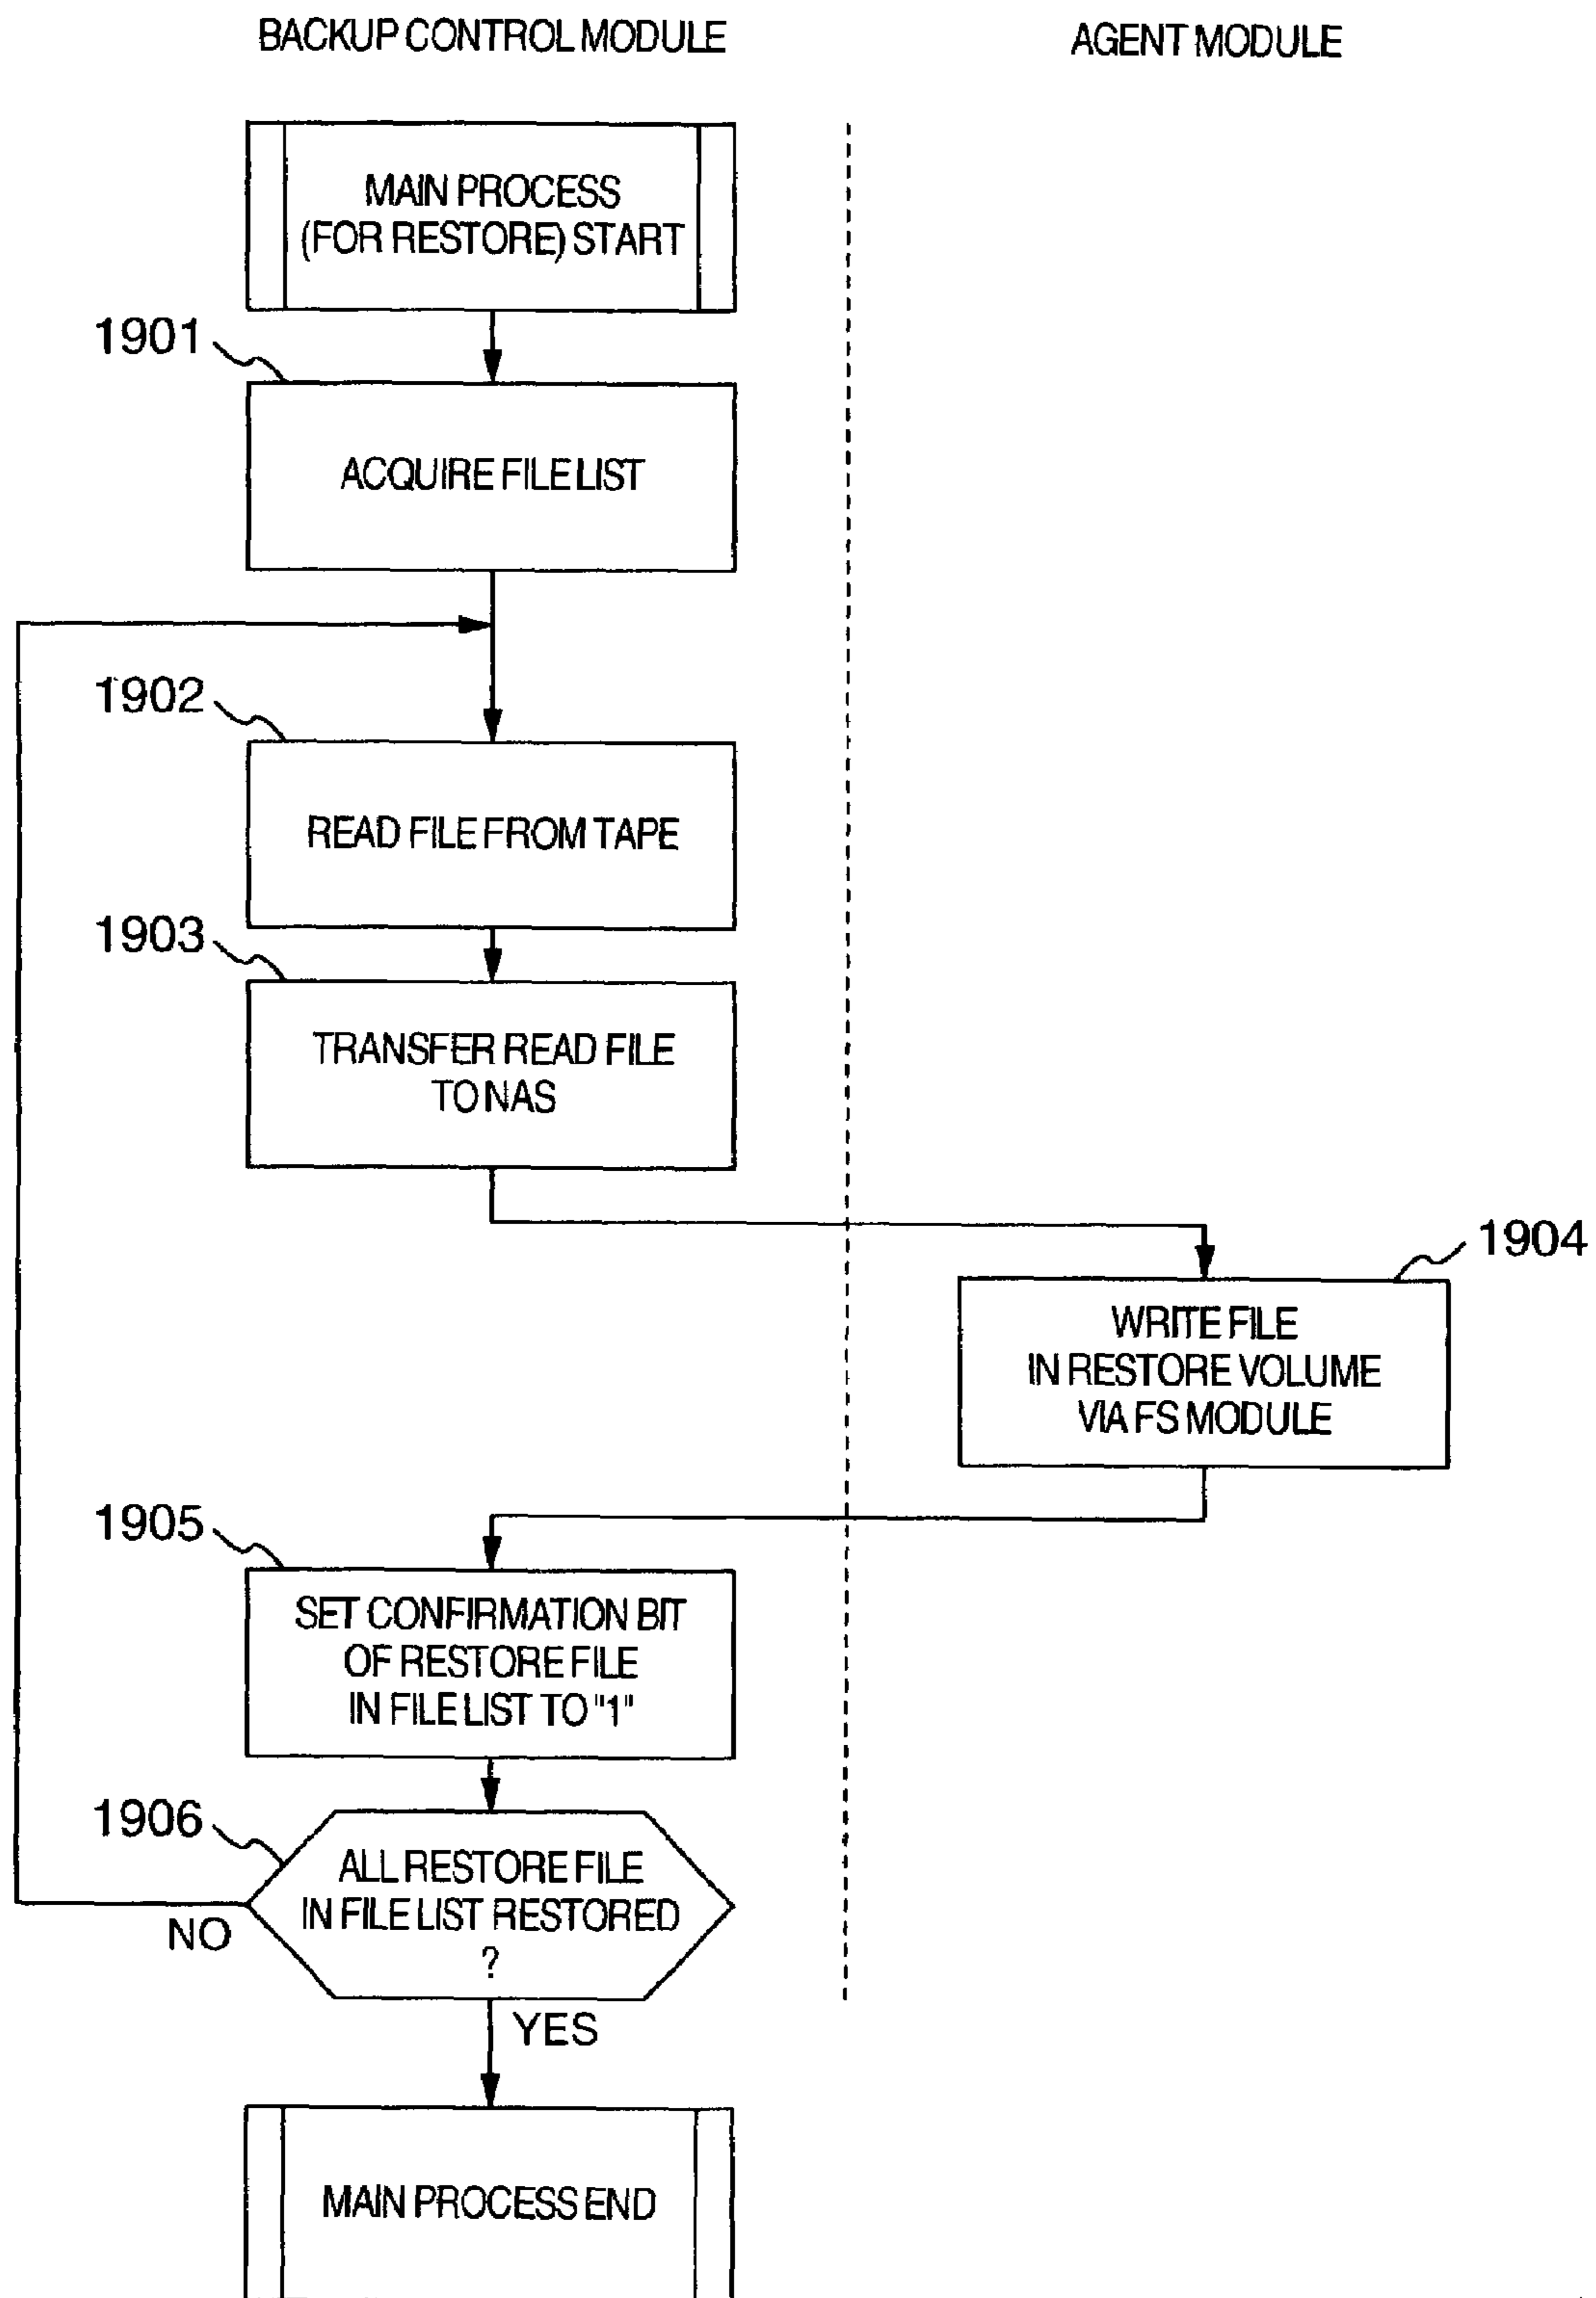 BACKUP CONTROL MODULE
AGENT MODULE
MAIN PROCESS
(FOR RESTORE) START
1901
ACQUIRE FILE LIST
1902
READ FILE FROM TAPE
1903
TRANSFER READ FILE
TO NAS
1904
WRITE FILE
IN RESTORE VOLUME
VIA FS MODULE
1905
SET CONFIRMATION BIT
OF RESTORE FILE
IN FILE LIST TO "1"
1906
ALL RESTORE FILE
IN FILE LIST RESTORED
?
NO
YES
MAIN PROCESS END